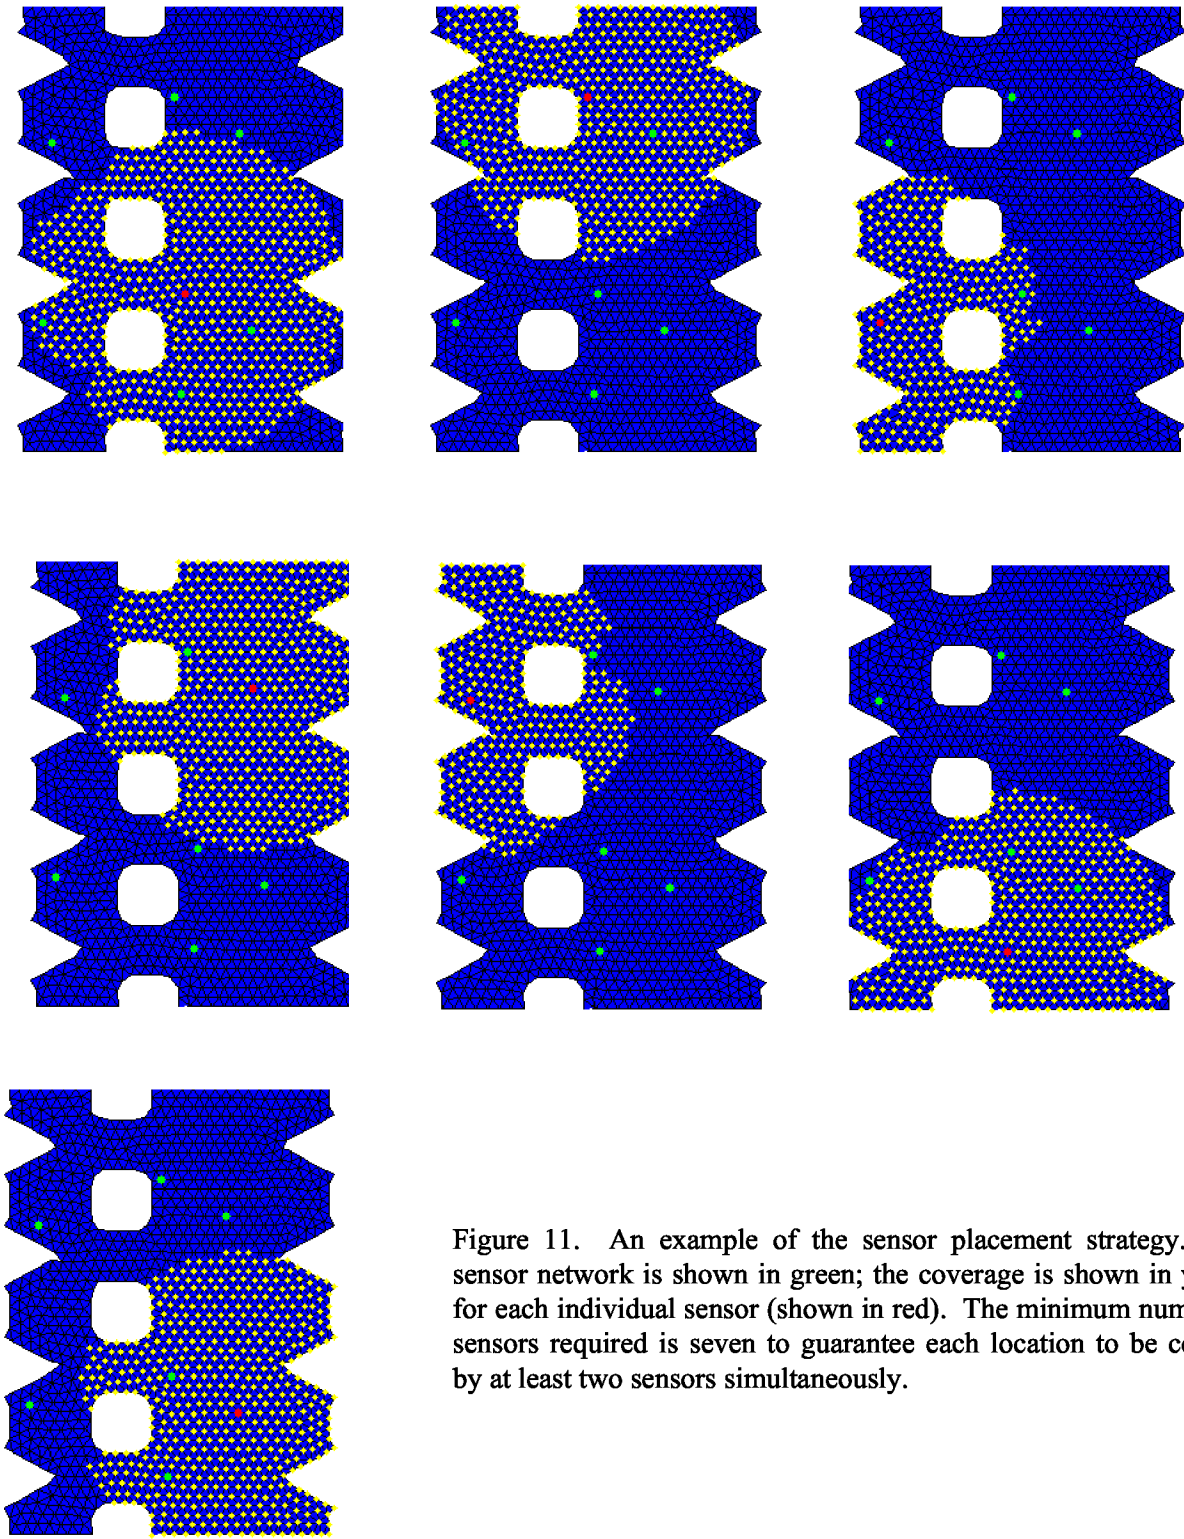 Figure 11. An example of the sensor placement strategy.
sensor network is shown in green; the coverage is shown in
for each individual sensor (shown in red). The minimum
sensors required is seven to guarantee each location to be
by at least two sensors simultaneously.